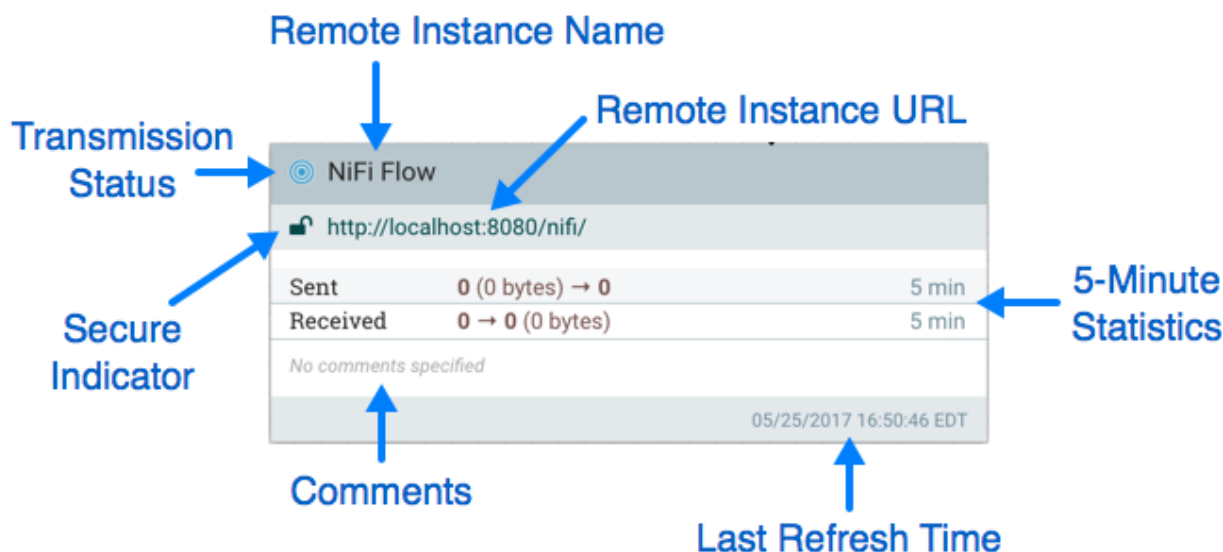 Remote Instance Name
Remote Instance URL
Transmission
Status
NiFi Flow
http://localhost:8080/nifi/
Sent 0 (0 bytes) → 0 5 min
Received 0 → 0 (0 bytes) 5 min
5-Minute
Statistics
Secure
Indicator
No comments specified
05/25/2017 16:50:46 EDT
Comments
Last Refresh Time